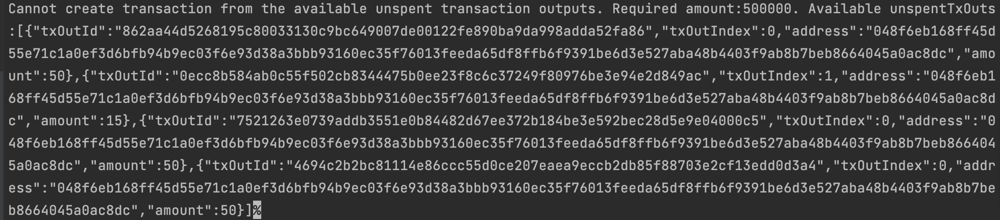 Cannot create transaction from the available unspent transaction outputs. Required amount:500000. Available unspentTxOuts
:[{"txOutId":"862aa44d5268195c80033130c9bc649007de00122fe890ba9da998adda52fa86","txOutIndex":0,"address":"048f6eb168ff45d
55e71c1a0ef3d6bfb94b9ec03f6e93d38a3bbb93160ec35f76013feeda65df8ffb6f9391be6d3e527aba48b4403f9ab8b7beb8664045a0ac8dc","amo
unt":50},{"txOutId":"0ecc8b584ab0c55f502cb8344475b0ee23f8c6c37249f80976be3e94e2d849ac","txOutIndex":1,"address":"048f6eb1
68ff45d55e71c1a0ef3d6bfb94b9ec03f6e93d38a3bbb93160ec35f76013feeda65df8ffb6f9391be6d3e527aba48b4403f9ab8b7beb8664045a0ac8d
c","amount":15},{"txOutId":"7521263e0739addb3551e0b84482d67ee372b184be3e592bec28d5e9e04000c5","txOutIndex":0,"address":"0
48f6eb168ff45d55e71c1a0ef3d6bfb94b9ec03f6e93d38a3bbb93160ec35f76013feeda65df8ffb6f9391be6d3e527aba48b4403f9ab8b7beb866404
5a0ac8dc","amount":50},{"txOutId":"4694c2b2bc81114e86ccc55d0ce207eaea9eccb2db85f88703e2cf13edd0d3a4","txOutIndex":0,"addr
ess":"048f6eb168ff45d55e71c1a0ef3d6bfb94b9ec03f6e93d38a3bbb93160ec35f76013feeda65df8ffb6f9391be6d3e527aba48b4403f9ab8b7be
b8664045a0ac8dc","amount":50}]%